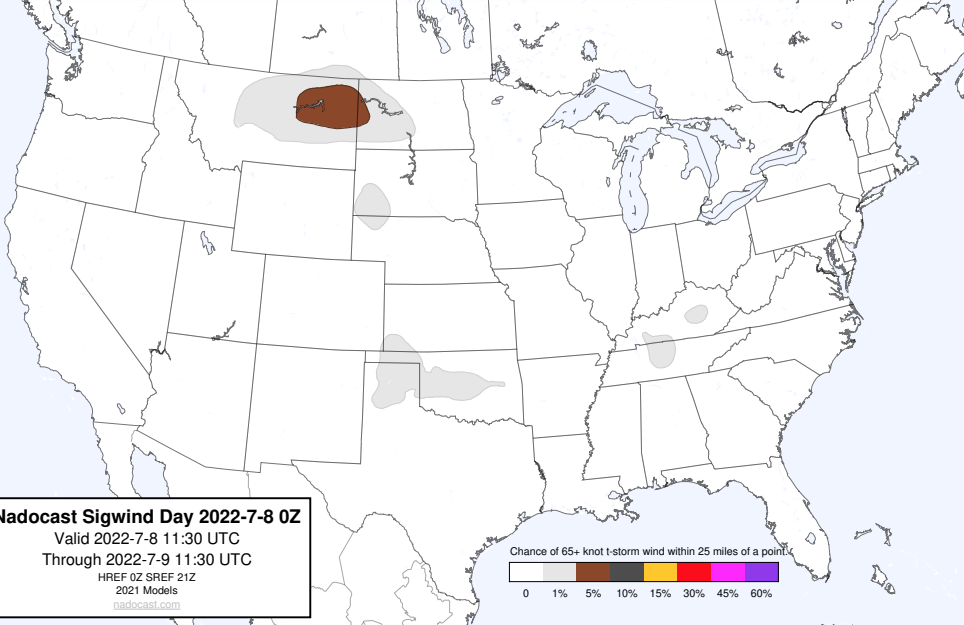 Nadocast Sigwind Day 2022-7-8 0Z
Valid 2022-7-8 11:30 UTC
Through 2022-7-9 11:30 UTC
HREF 0Z SREF 21Z
2021 Models
nadocast.com
Chance of 65+ knot t-storm wind within 25 miles of a point.
0 1% 5% 10% 15% 30% 45% 60%